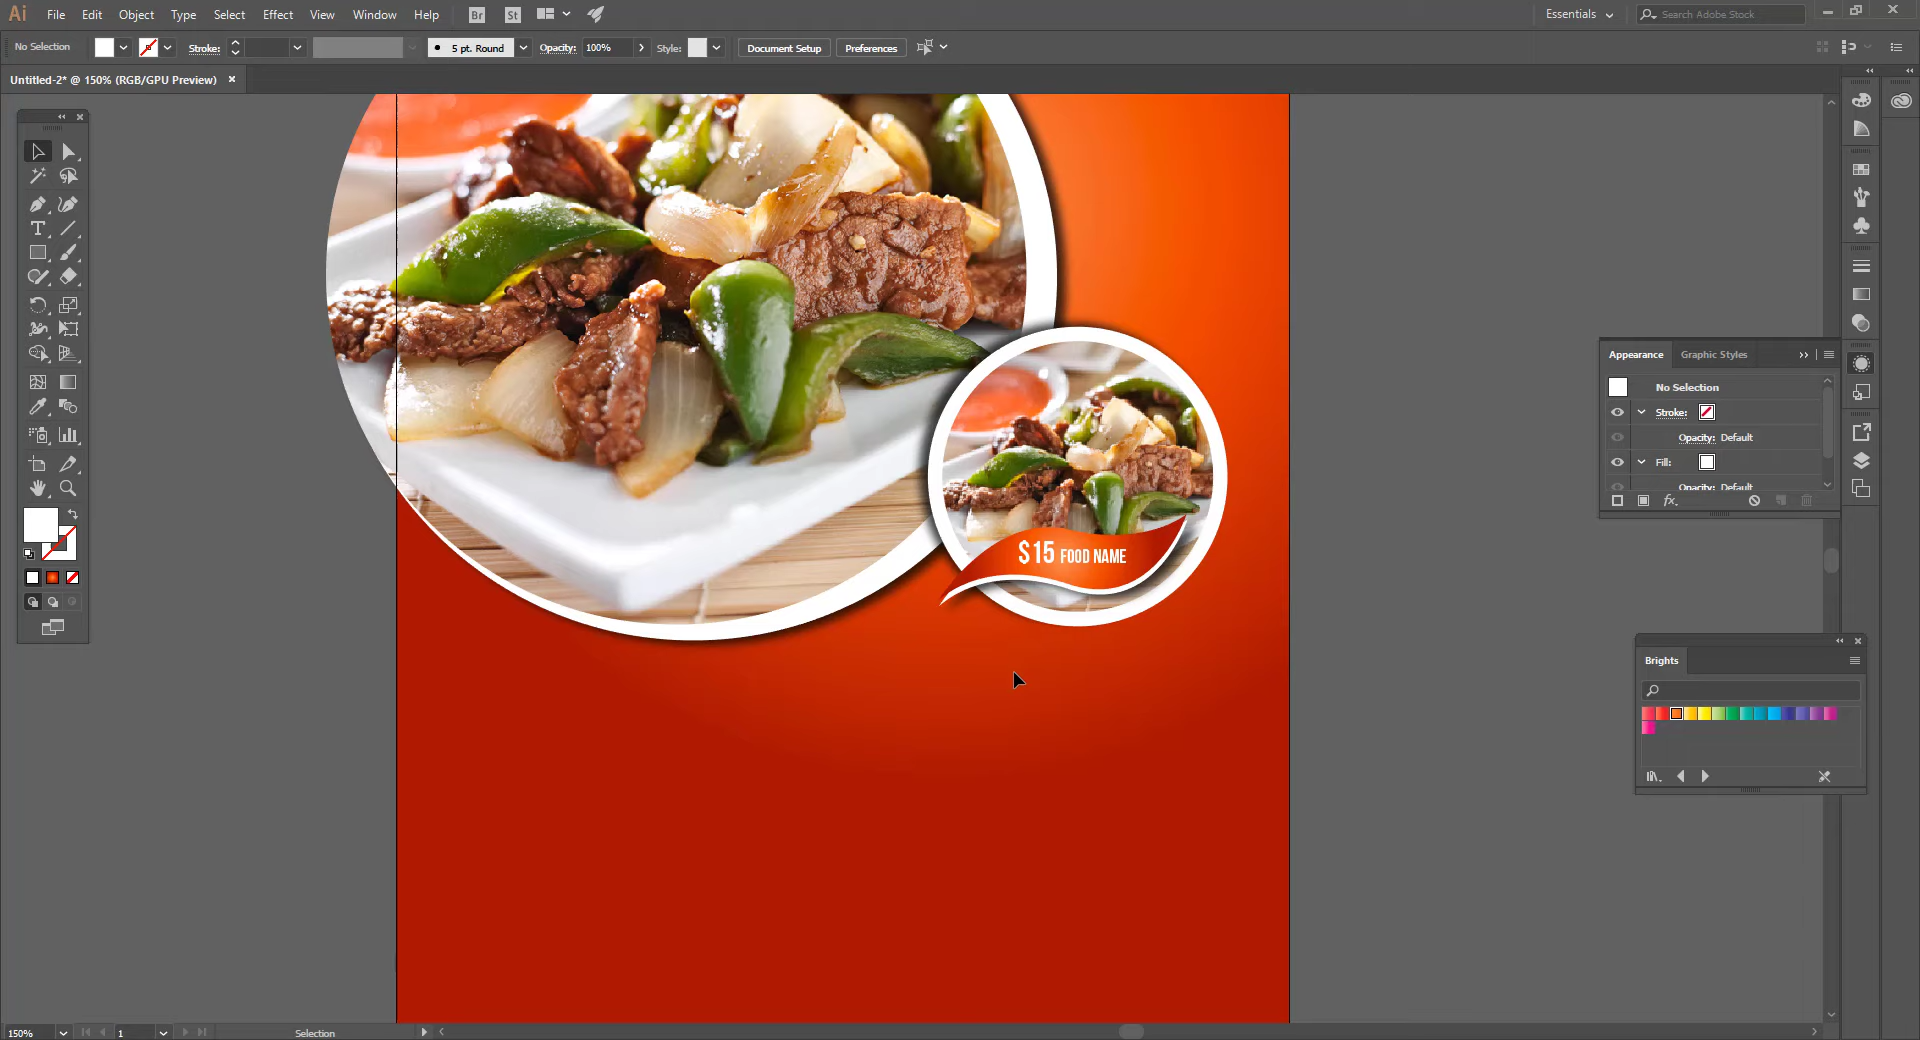 Ai File Edit Object Type Select Effect View Window Help Br St Essentials Search Adobe Stock
No Selection Stroke: 5 pt. Round Opacity: 100% Style: Document Setup Preferences
Untitled-2* @ 150% (RGB/GPU Preview) ×
Appearance Graphic Styles
No Selection
Stroke:
Opacity: Default
Fill:
Opacity: Default
fx
$15 FOOD NAME
Brights
150% 1 Selection